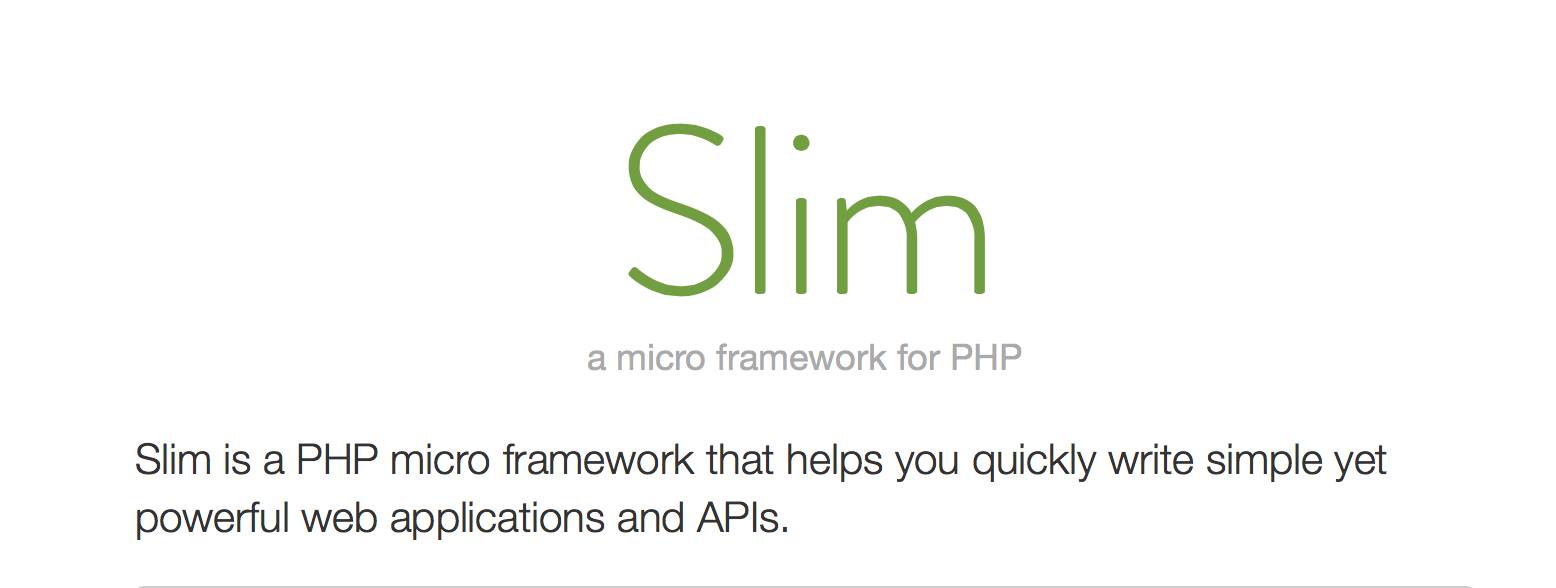 Slim
a micro framework for PHP
Slim is a PHP micro framework that helps you quickly write simple yet
powerful web applications and APIs.